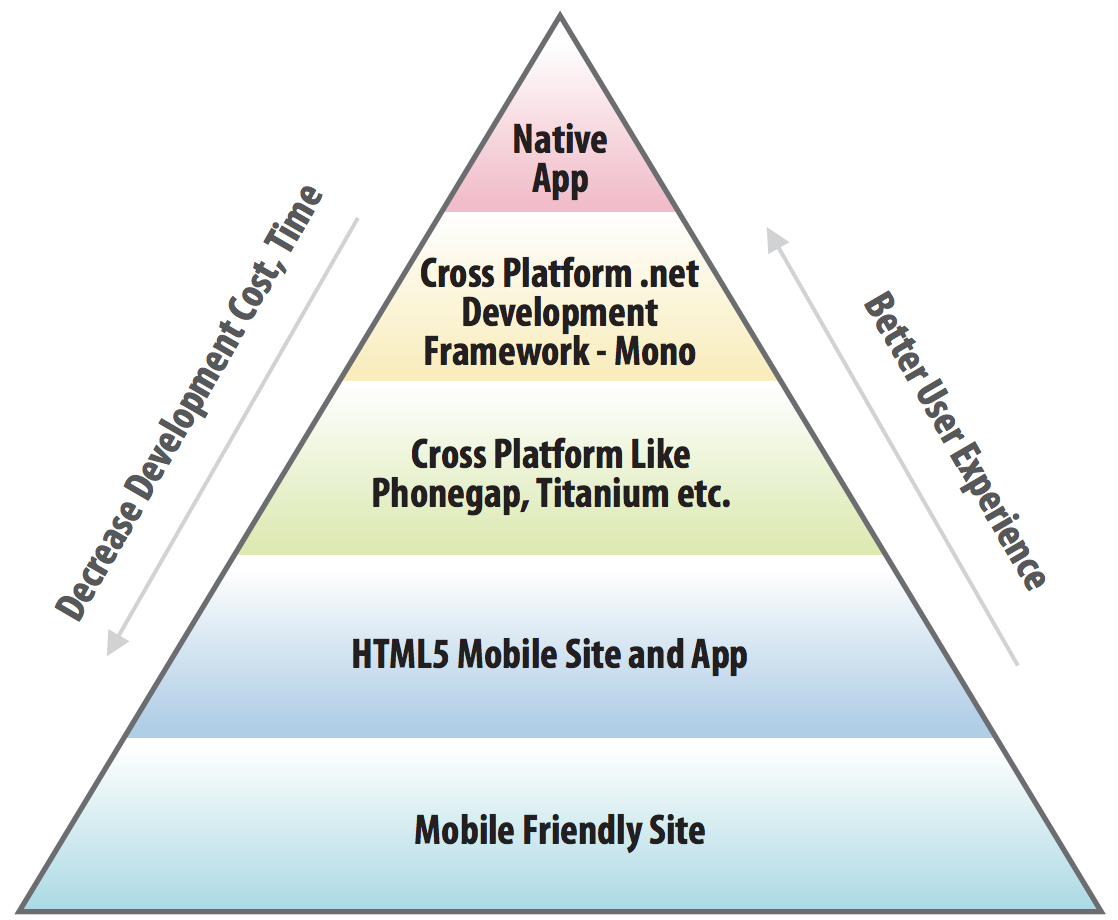 Native
App
Cross Platform .net
Development
Framework - Mono
Cross Platform Like
Phonegap, Titanium etc.
HTML5 Mobile Site and App
Mobile Friendly Site
Decrease Development Cost, Time
Better User Experience